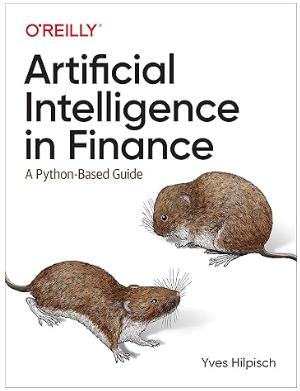 O'REILLY®
Artificial
Intelligence
in Finance
A Python-Based Guide
Yves Hilpisch